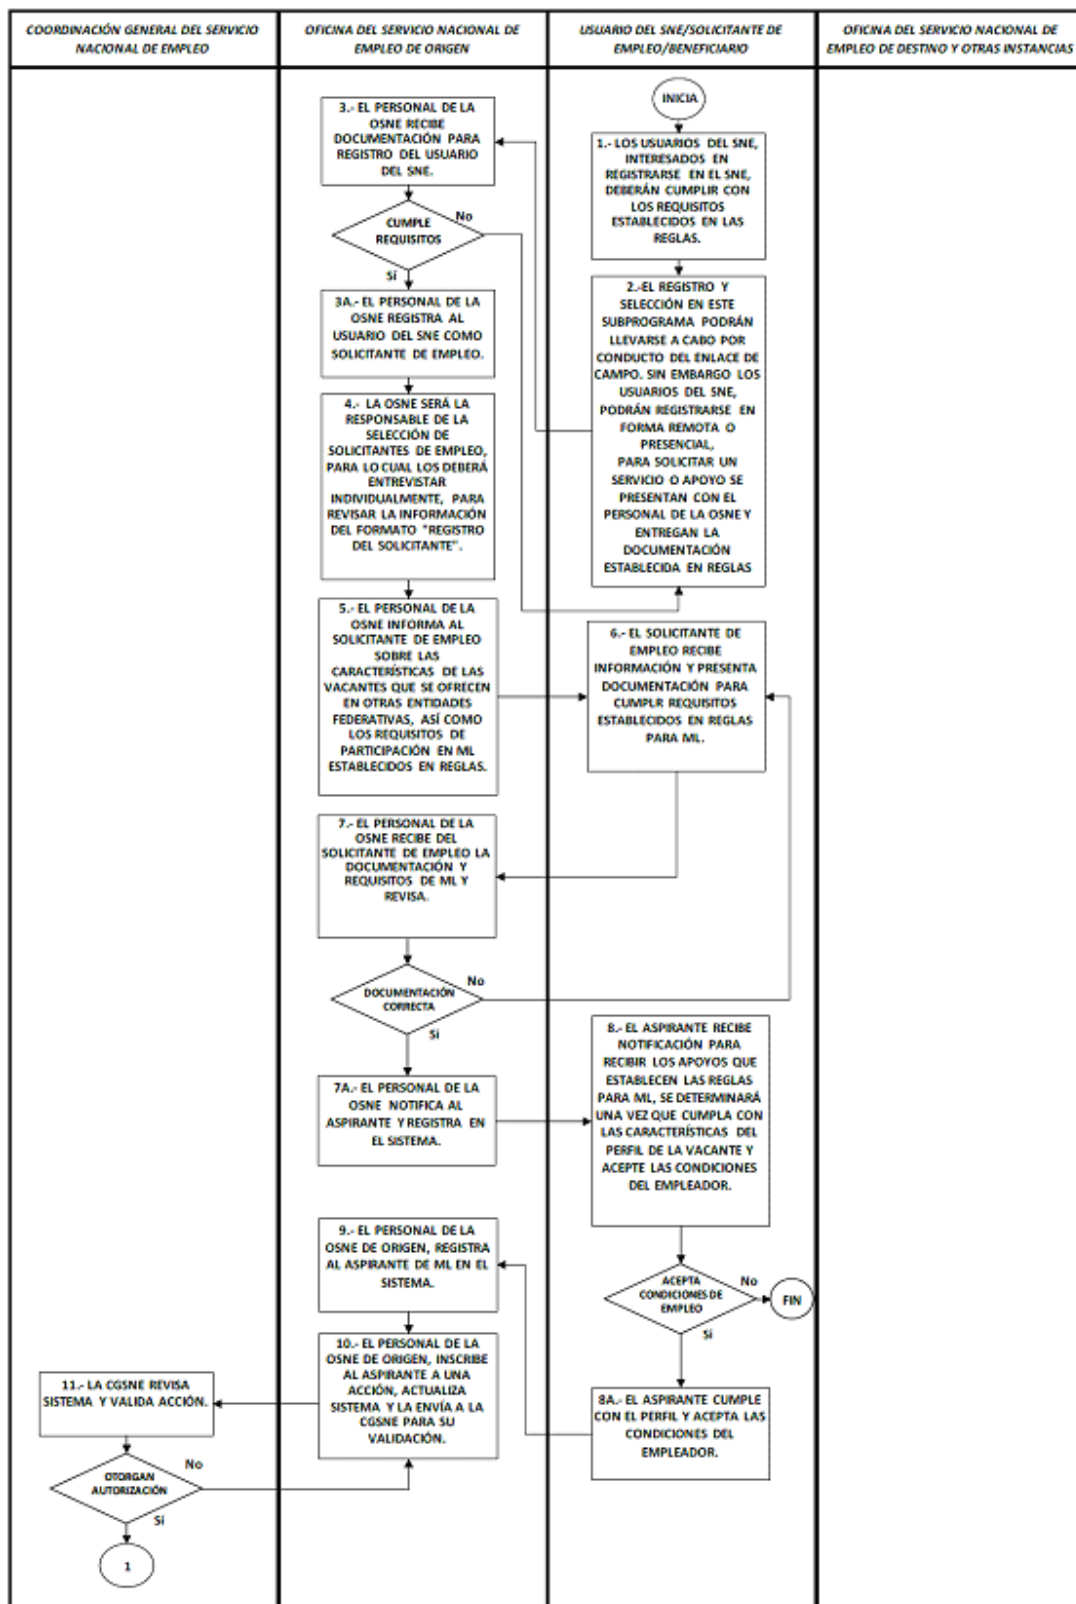 COORDINACIÓN GENERAL DEL SERVICIO
NACIONAL DE EMPLEO
OFICINA DEL SERVICIO NACIONAL DE
EMPLEO DE ORIGEN
USUARIO DEL SNE/SOLICITANTE DE
EMPLEO/BENEFICIARIO
OFICINA DEL SERVICIO NACIONAL DE
EMPLEO DE DESTINO Y OTRAS INSTANCIAS
INICIA
1.- LOS USUARIOS DEL SNE,
INTERESADOS EN
REGISTRARSE EN EL SNE,
DEBERÁN CUMPLIR CON
LOS REQUISITOS
ESTABLECIDOS EN LAS
REGLAS.
2.-EL REGISTRO Y
SELECCIÓN EN ESTE
SUBPROGRAMA PODRÁN
LLEVARSE A CABO POR
CONDUCTO DEL ENLACE DE
CAMPO. SIN EMBARGO LOS
USUARIOS DEL SNE,
PODRÁN REGISTRARSE EN
FORMA REMOTA O
PRESENCIAL,
PARA SOLICITAR UN
SERVICIO O APOYO SE
PRESENTAN CON EL
PERSONAL DE LA OSNE Y
ENTREGAN LA
DOCUMENTACIÓN
ESTABLECIDA EN REGLAS
3.- EL PERSONAL DE LA
OSNE RECIBE
DOCUMENTACIÓN PARA
REGISTRO DEL USUARIO
DEL SNE.
CUMPLE
REQUISITOS
No
Sí
3A.- EL PERSONAL DE LA
OSNE REGISTRA AL
USUARIO DEL SNE COMO
SOLICITANTE DE EMPLEO.
4.- LA OSNE SERÁ LA
RESPONSABLE DE LA
SELECCIÓN DE
SOLICITANTES DE EMPLEO,
PARA LO CUAL LOS DEBERÁ
ENTREVISTAR
INDIVIDUALMENTE, PARA
REVISAR LA INFORMACIÓN
DEL FORMATO "REGISTRO
DEL SOLICITANTE".
5.- EL PERSONAL DE LA
OSNE INFORMA AL
SOLICITANTE DE EMPLEO
SOBRE LAS
CARACTERÍSTICAS DE LAS
VACANTES QUE SE OFRECEN
EN OTRAS ENTIDADES
FEDERATIVAS, ASÍ COMO
LOS REQUISITOS DE
PARTICIPACIÓN EN ML
ESTABLECIDOS EN REGLAS.
6.- EL SOLICITANTE DE
EMPLEO RECIBE
INFORMACIÓN Y PRESENTA
DOCUMENTACIÓN PARA
CUMPLR REQUISITOS
ESTABLECIDOS EN REGLAS
PARA ML.
7.- EL PERSONAL DE LA
OSNE RECIBE DEL
SOLICITANTE DE EMPLEO LA
DOCUMENTACIÓN Y
REQUISITOS DE ML Y
REVISA.
DOCUMENTACIÓN
CORRECTA
No
Sí
7A.- EL PERSONAL DE LA
OSNE NOTIFICA AL
ASPIRANTE Y REGISTRA EN
EL SISTEMA.
8.- EL ASPIRANTE RECIBE
NOTIFICACIÓN PARA
RECIBIR LOS APOYOS QUE
ESTABLECEN LAS REGLAS
PARA ML, SE DETERMINARÁ
UNA VEZ QUE CUMPLA CON
LAS CARACTERÍSTICAS DEL
PERFIL DE LA VACANTE Y
ACEPTE LAS CONDICIONES
DEL EMPLEADOR.
ACEPTA
CONDICIONES DE
EMPLEO
No
FIN
Sí
8A.- EL ASPIRANTE CUMPLE
CON EL PERFIL Y ACEPTA LAS
CONDICIONES DEL
EMPLEADOR.
9.- EL PERSONAL DE LA
OSNE DE ORIGEN, REGISTRA
AL ASPIRANTE DE ML EN EL
SISTEMA.
10.- EL PERSONAL DE LA
OSNE DE ORIGEN, INSCRIBE
AL ASPIRANTE A UNA
ACCIÓN, ACTUALIZA
SISTEMA Y LA ENVÍA A LA
CGSNE PARA SU
VALIDACIÓN.
11.- LA CGSNE REVISA
SISTEMA Y VALIDA ACCIÓN.
OTORGAN
AUTORIZACIÓN
No
Sí
1